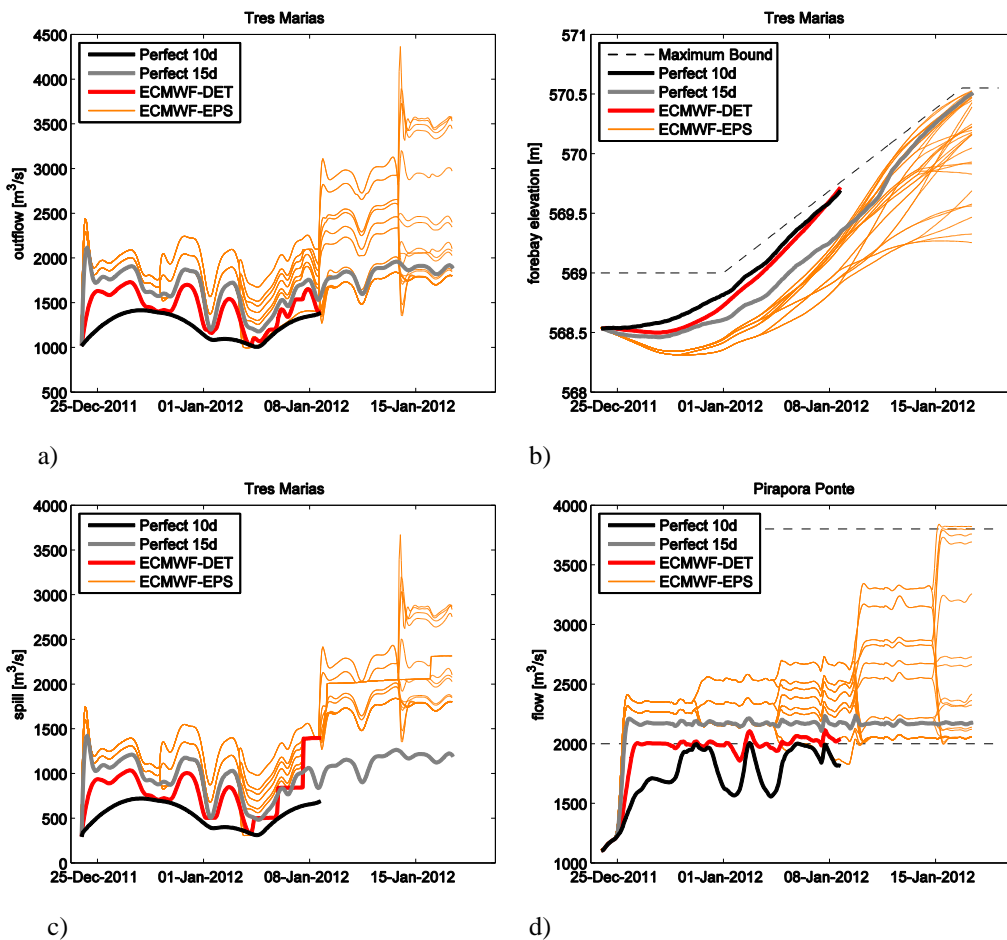 Tres Marias
4500
4000
3500
3000
2500
2000
1500
1000
500
outflow [m³/s]
Perfect 10d
Perfect 15d
ECMWF-DET
ECMWF-EPS
25-Dec-2011 01-Jan-2012 08-Jan-2012 15-Jan-2012
a)
Tres Marias
571
570.5
570
569.5
569
568.5
568
forebay elevation [m]
Maximum Bound
Perfect 10d
Perfect 15d
ECMWF-DET
ECMWF-EPS
25-Dec-2011 01-Jan-2012 08-Jan-2012 15-Jan-2012
b)
Tres Marias
4000
3500
3000
2500
2000
1500
1000
500
0
spill [m³/s]
Perfect 10d
Perfect 15d
ECMWF-DET
ECMWF-EPS
25-Dec-2011 01-Jan-2012 08-Jan-2012 15-Jan-2012
c)
Pirapora Ponte
4000
3500
3000
2500
2000
1500
1000
flow [m³/s]
Perfect 10d
Perfect 15d
ECMWF-DET
ECMWF-EPS
25-Dec-2011 01-Jan-2012 08-Jan-2012 15-Jan-2012
d)